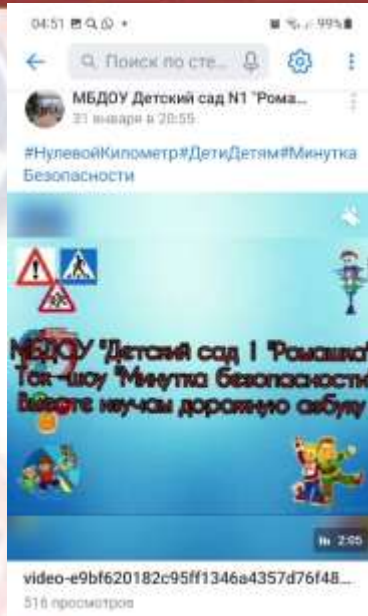 04:51 99%
Поиск по сте...
МБДОУ Детский сад N1 "Рома...
31 января в 20:55
#НулевойКилометр#ДетиДетям#Минутка
Безопасности
МБДОУ "Детский сад 1 "Ромашка"
Ток-шоу "Минутка безопасности
Вместе изучаем дорожную азбуку
2:05
video-e9bf620182c95ff1346a4357d76f48...
516 просмотров